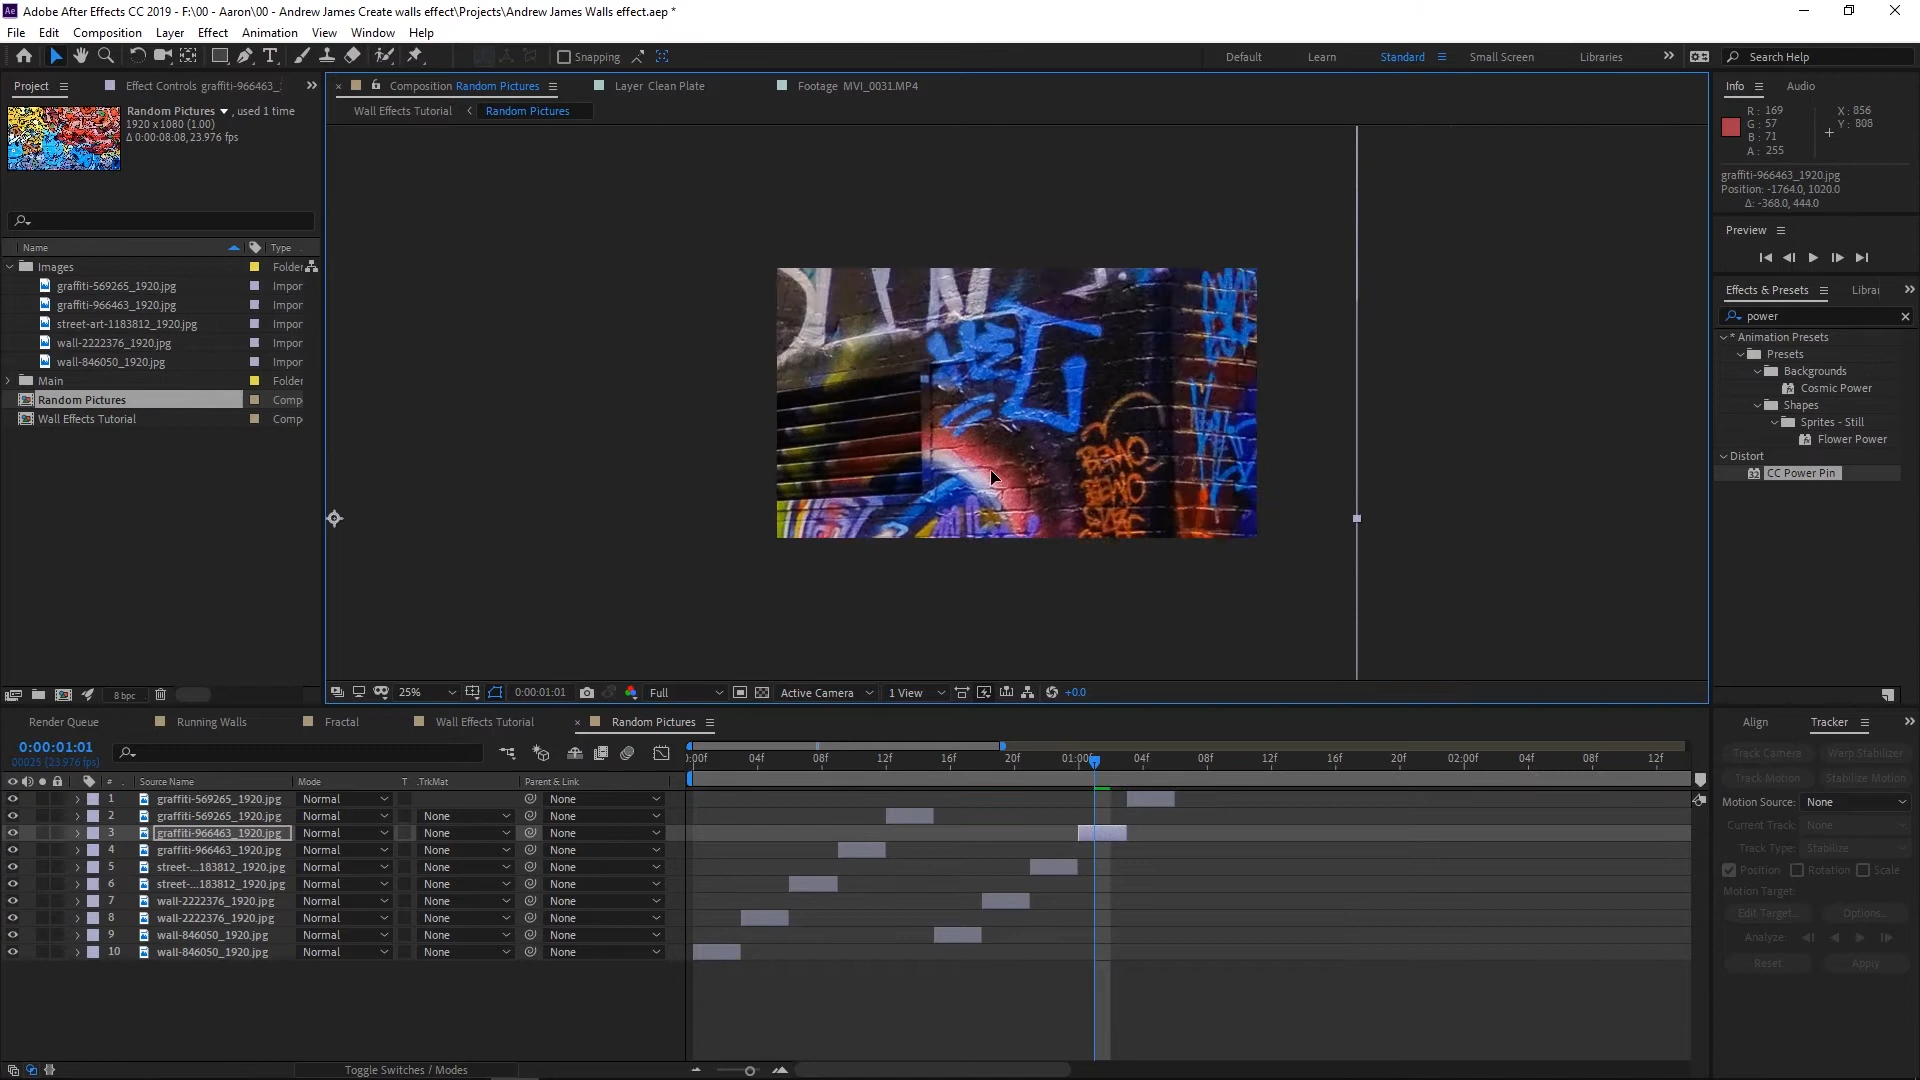 Adobe After Effects CC 2019 - F:\00 - Aaron\00 - Andrew James Create walls effect\Projects\Andrew James Walls effect.aep *
File Edit Composition Layer Effect Animation View Window Help
Snapping Default Learn Standard Small Screen Libraries Search Help
Project Effect Controls graffiti-966463_ Composition Random Pictures Layer Clean Plate Footage MVI_0031.MP4 Info Audio
Random Pictures , used 1 time
1920 x 1080 (1.00)
Δ 0:00:08:08, 23.976 fps
Wall Effects Tutorial Random Pictures
R : 169 X : 856
G : 57 Y : 808
B : 71
A : 255
graffiti-966463_1920.jpg
Position: -1764.0, 1020.0
Δ: -368.0, 444.0
Preview
Name Type
Images Folder
graffiti-569265_1920.jpg Impor
graffiti-966463_1920.jpg Impor
street-art-1183812_1920.jpg Impor
wall-2222376_1920.jpg Impor
wall-846050_1920.jpg Impor
Main Folder
Random Pictures Comp
Wall Effects Tutorial Comp
Effects & Presets Librai
power
* Animation Presets
Presets
Backgrounds
Cosmic Power
Shapes
Sprites - Still
Flower Power
Distort
32 CC Power Pin
8 bpc 25% 0:00:01:01 Full Active Camera 1 View +0.0
Render Queue Running Walls Fractal Wall Effects Tutorial Random Pictures
0:00:01:01
00025 (23.976 fps)
:00f 04f 08f 12f 16f 20f 01:00f 04f 08f 12f 16f 20f 02:00f 04f 08f 12f
# Source Name Mode T .TrkMat Parent & Link
1 graffiti-569265_1920.jpg Normal None
2 graffiti-569265_1920.jpg Normal None None
3 graffiti-966463_1920.jpg Normal None None
4 graffiti-966463_1920.jpg Normal None None
5 street-...183812_1920.jpg Normal None None
6 street-...183812_1920.jpg Normal None None
7 wall-2222376_1920.jpg Normal None None
8 wall-2222376_1920.jpg Normal None None
9 wall-846050_1920.jpg Normal None None
10 wall-846050_1920.jpg Normal None None
Toggle Switches / Modes
Align Tracker
Track Camera Warp Stabilizer
Track Motion Stabilize Motion
Motion Source: None
Current Track: None
Track Type: Stabilize
Position Rotation Scale
Motion Target:
Edit Target... Options...
Analyze:
Reset Apply